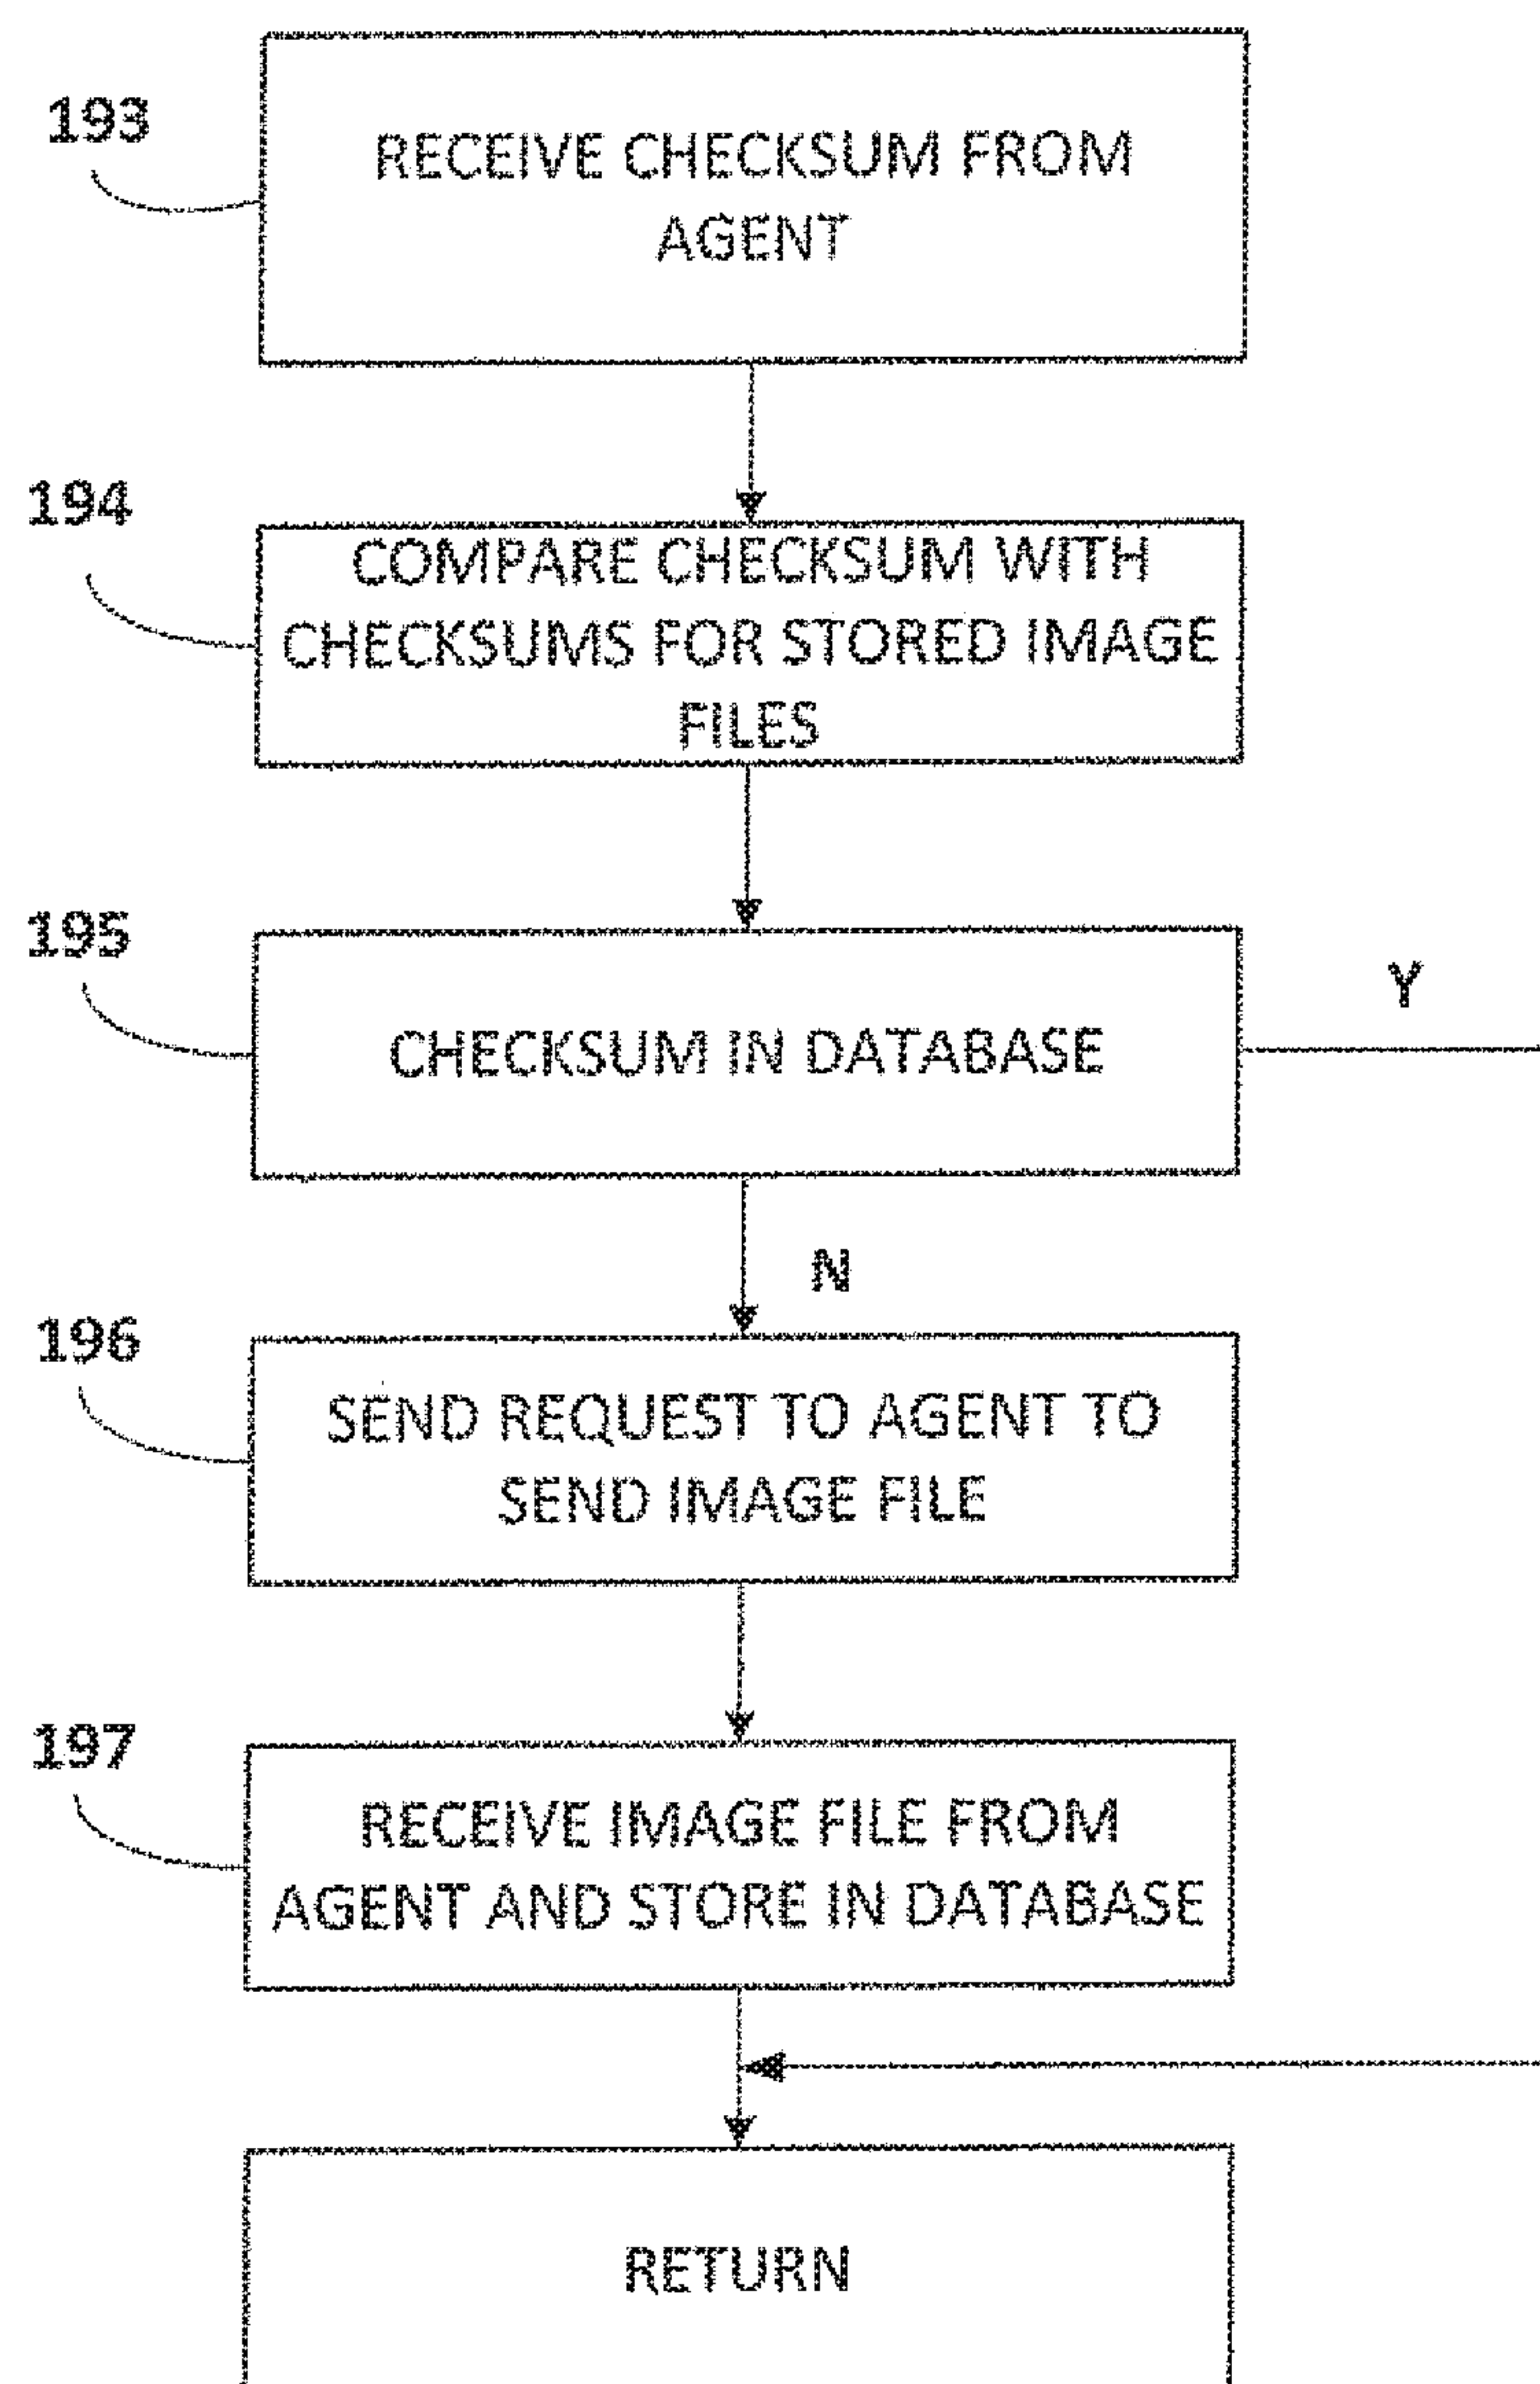 193
RECEIVE CHECKSUM FROM
AGENT
194
COMPARE CHECKSUM WITH
CHECKSUMS FOR STORED IMAGE
FILES
195
CHECKSUM IN DATABASE
Y
N
196
SEND REQUEST TO AGENT TO
SEND IMAGE FILE
197
RECEIVE IMAGE FILE FROM
AGENT AND STORE IN DATABASE
RETURN